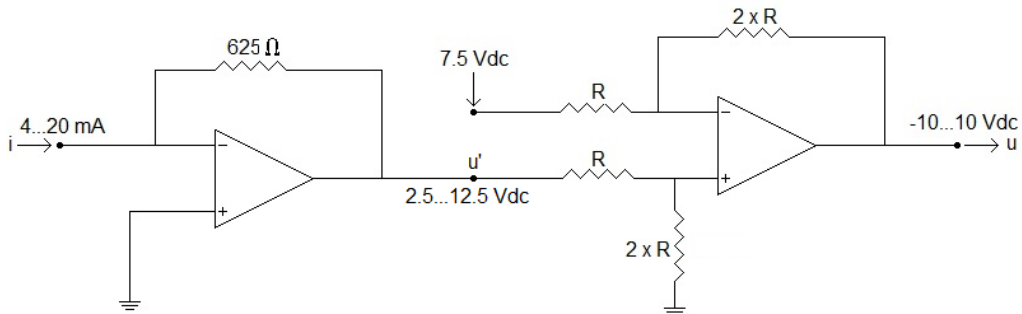 2 x R
625 Ω
7.5 Vdc
R
4...20 mA
-10...10 Vdc
i
u
−
−
u'
R
+
+
2.5...12.5 Vdc
2 x R